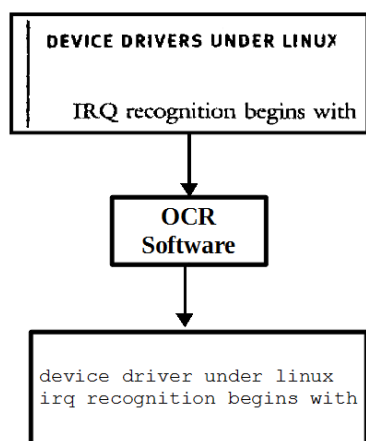 DEVICE DRIVERS UNDER LINUX
IRQ recognition begins with
OCR
Software
device driver under linux
irq recognition begins with